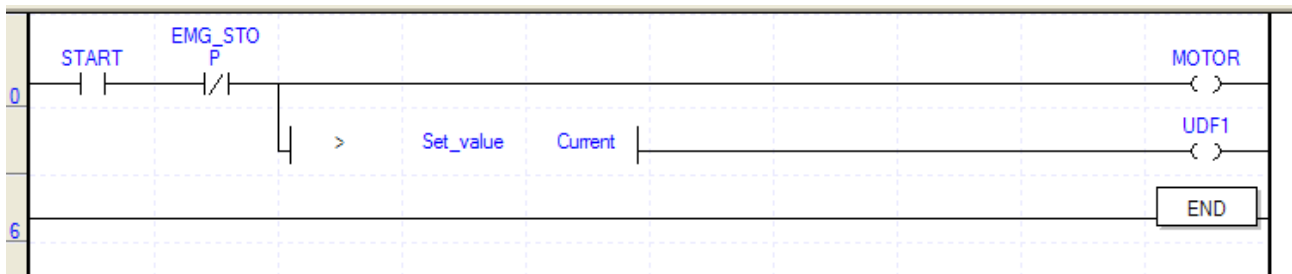 EMG_STO
START P MOTOR
0
UDF1
> Set_value Current
END
6